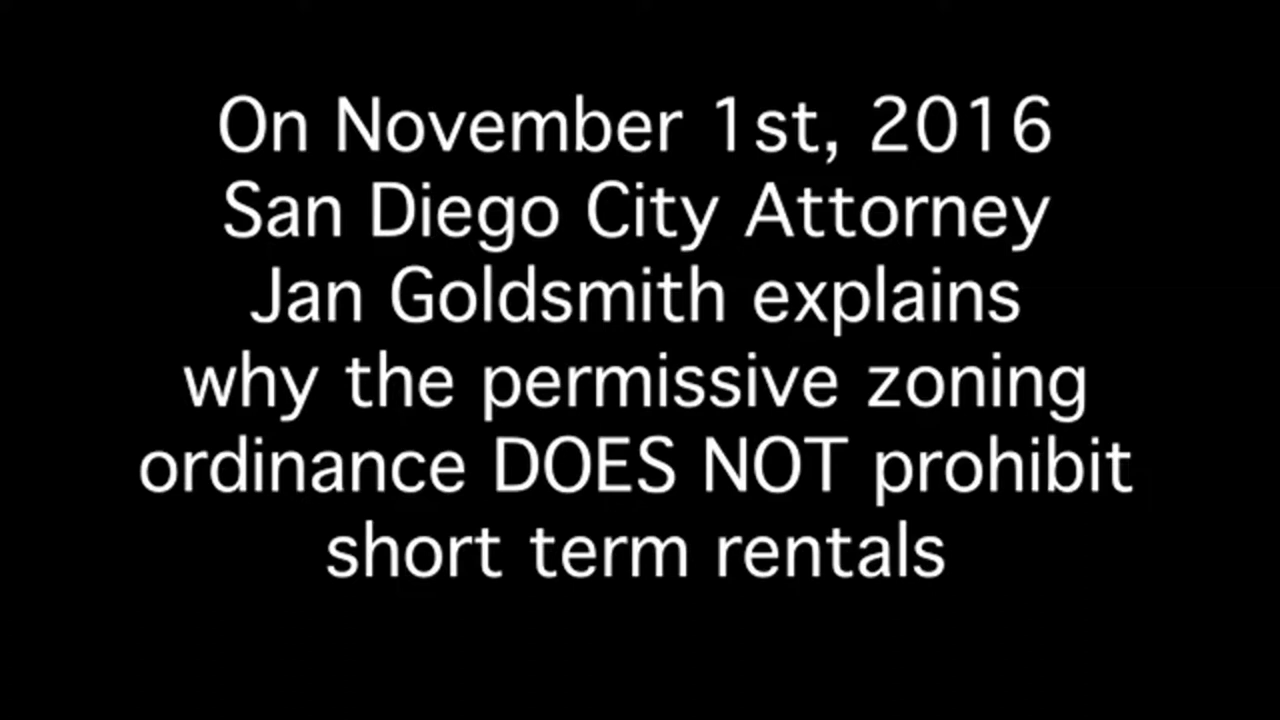 On November 1st, 2016
San Diego City Attorney
Jan Goldsmith explains
why the permissive zoning
ordinance DOES NOT prohibit
short term rentals